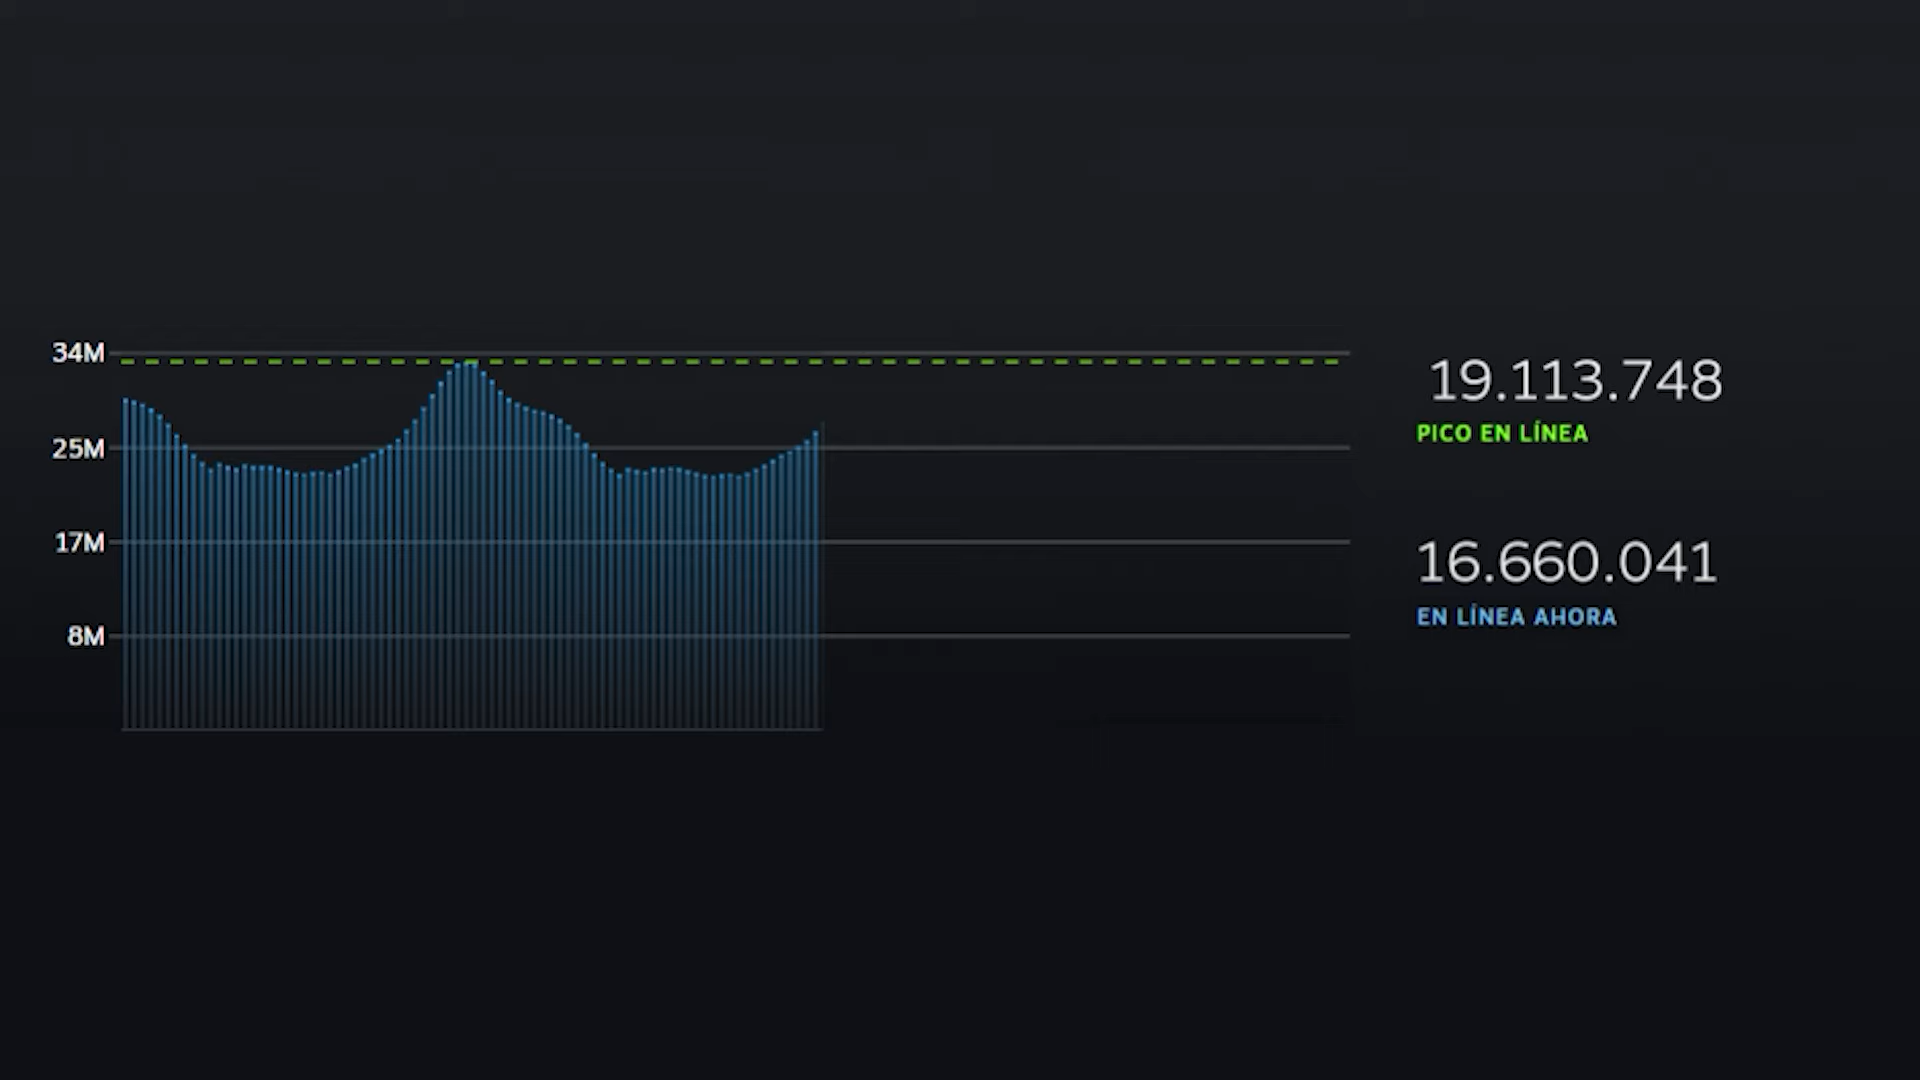 34M
25M
17M
8M
19.113.748
PICO EN LÍNEA
16.660.041
EN LÍNEA AHORA